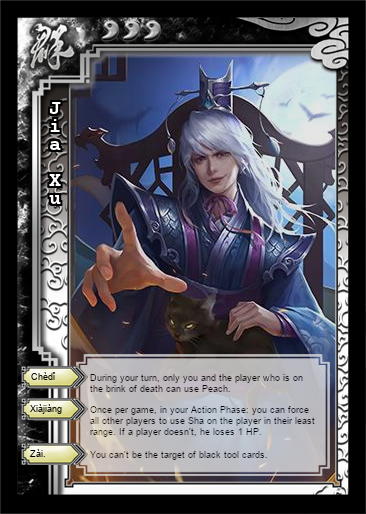 群
Jia Xu
Chèdǐ
During your turn, only you and the player who is on
the brink of death can use Peach.
Xiàjiàng
Once per game, in your Action Phase: you can force
all other players to use Sha on the player in their least
range. If a player doesn't, he loses 1 HP.
Zài.
You can't be the target of black tool cards.